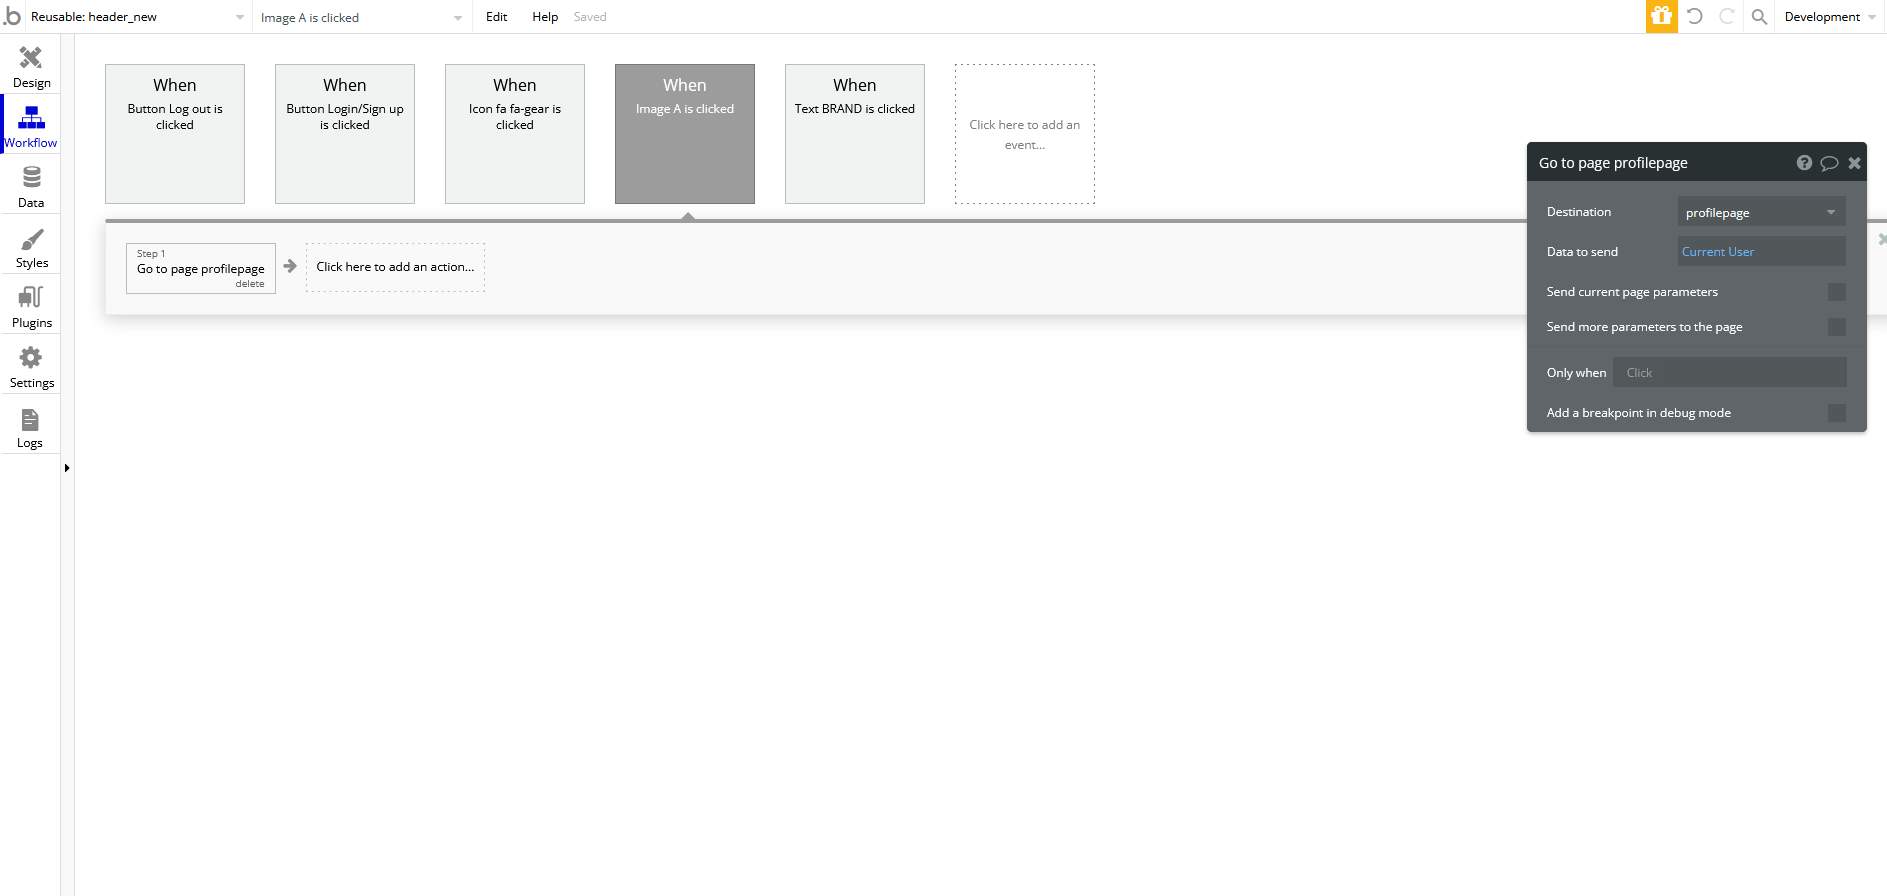 .b
Reusable: header_new
Image A is clicked
Edit
Help
Saved
Development
Design
Workflow
Data
Styles
Plugins
Settings
Logs
When
Button Log out is
clicked
When
Button Login/Sign up
is clicked
When
Icon fa fa-gear is
clicked
When
Image A is clicked
When
Text BRAND is clicked
Click here to add an
event...
Step 1
Go to page profilepage
delete
Click here to add an action...
Go to page profilepage
Destination
profilepage
Data to send
Current User
Send current page parameters
Send more parameters to the page
Only when
Click
Add a breakpoint in debug mode